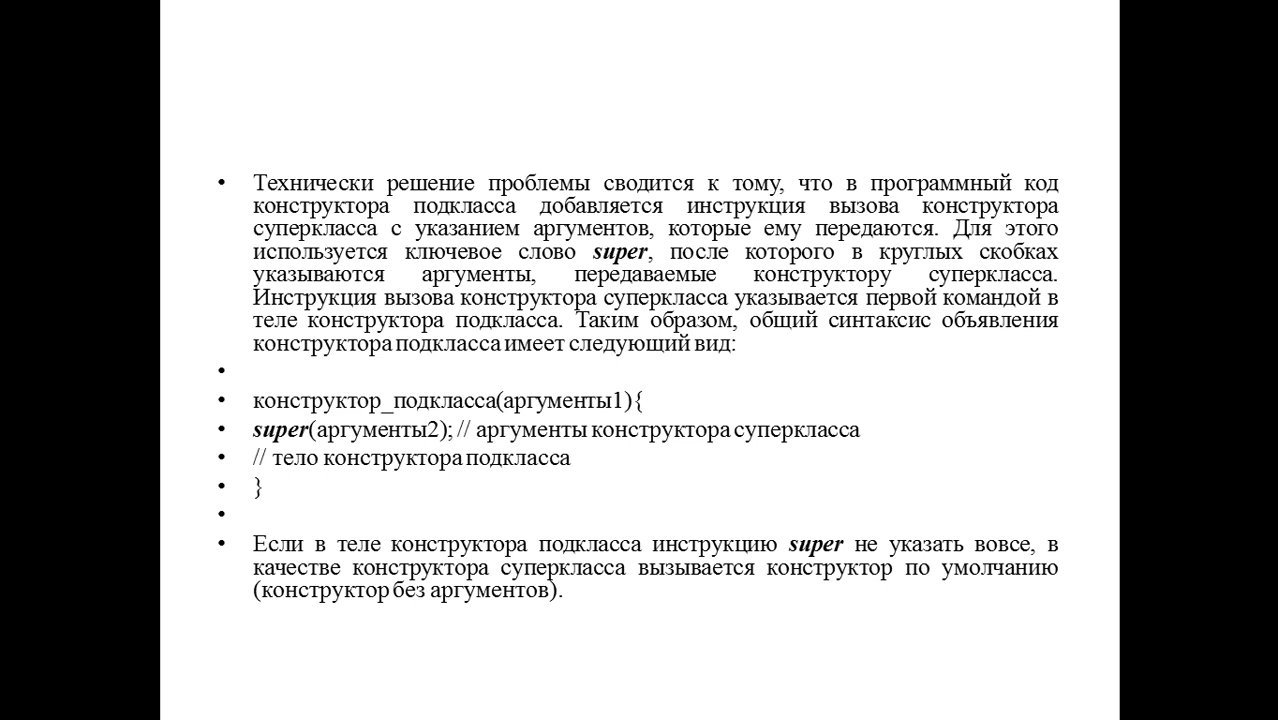 • Технически решение проблемы сводится к тому, что в программный код
конструктора подкласса добавляется инструкция вызова конструктора
суперкласса с указанием аргументов, которые ему передаются. Для этого
используется ключевое слово super, после которого в круглых скобках
указываются аргументы, передаваемые конструктору суперкласса.
Инструкция вызова конструктора суперкласса указывается первой командой в
теле конструктора подкласса. Таким образом, общий синтаксис объявления
конструктора подкласса имеет следующий вид:
•
• конструктор_подкласса(аргументы1){
• super(аргументы2); // аргументы конструктора суперкласса
• // тело конструктора подкласса
• }
•
• Если в теле конструктора подкласса инструкцию super не указать вовсе, в
качестве конструктора суперкласса вызывается конструктор по умолчанию
(конструктор без аргументов).